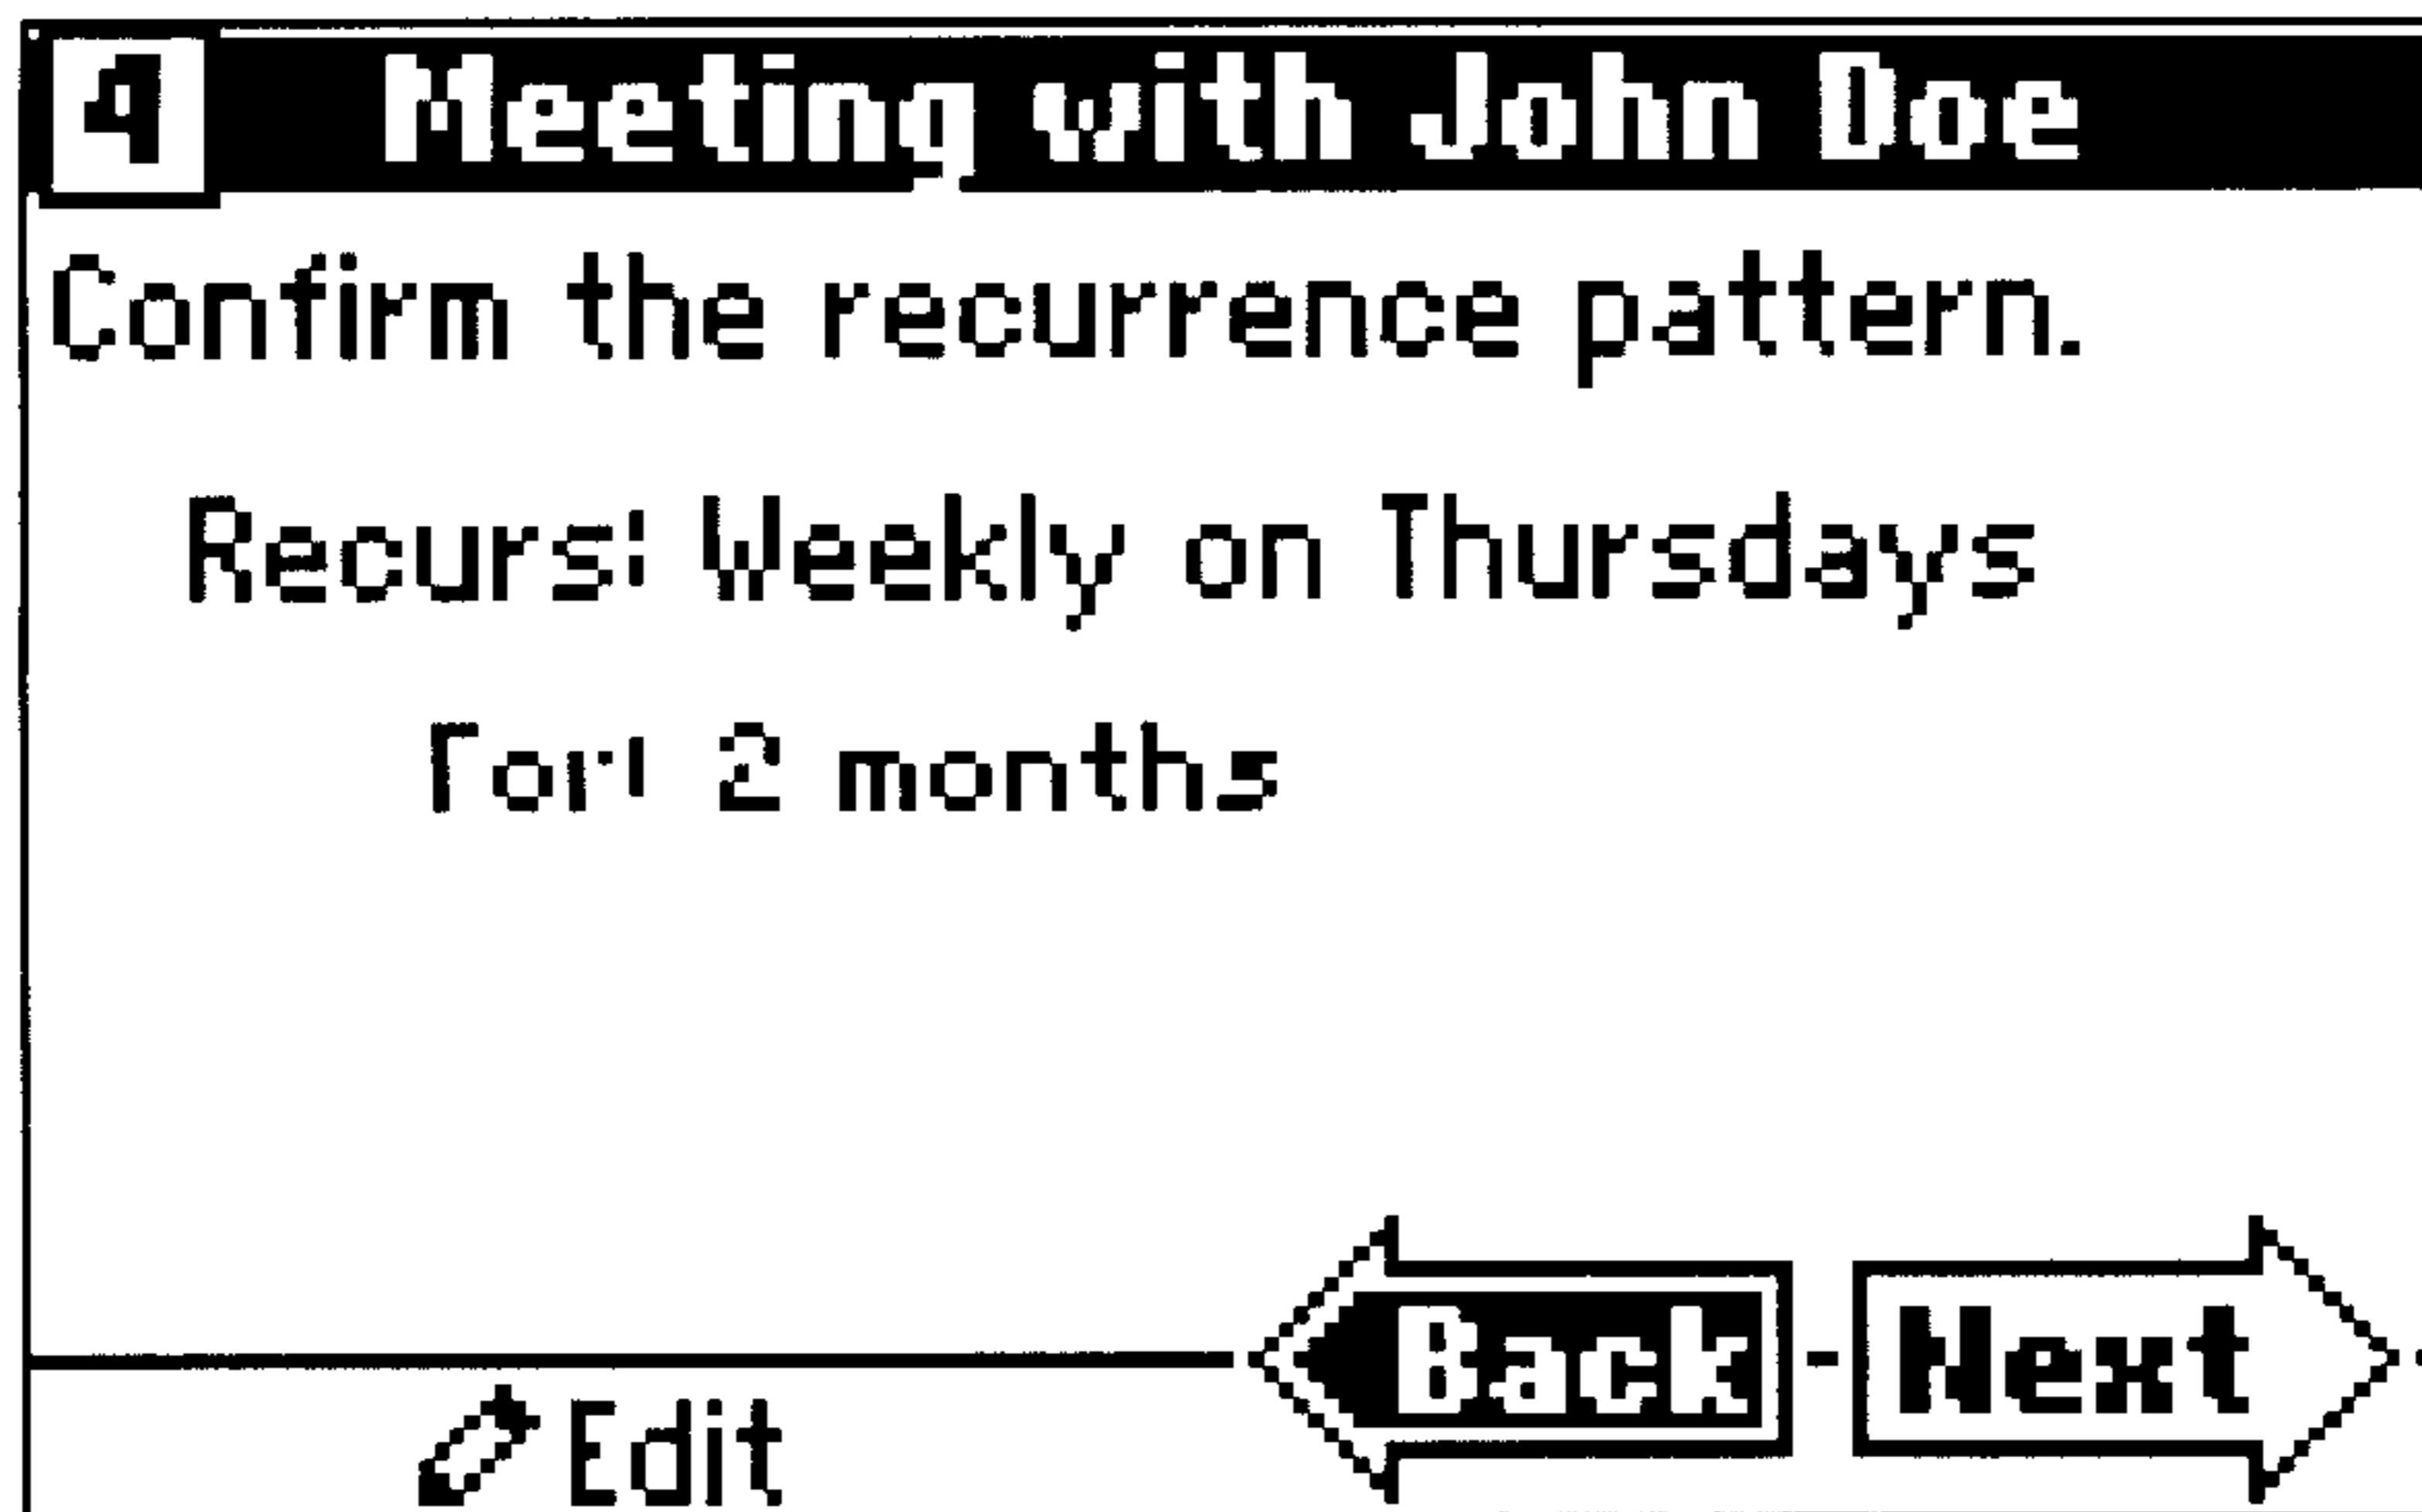 4 Meeting with John Doe
Confirm the recurrence pattern.
Recurs: Weekly on Thursdays
For: 2 months
Back Next
Edit